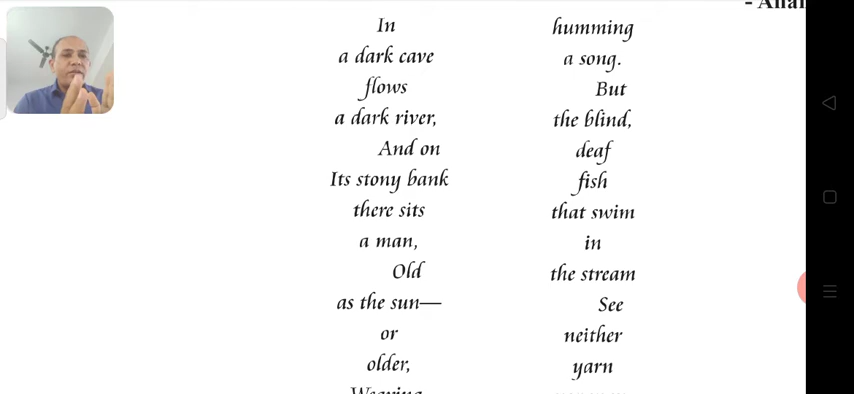 In
a dark cave
flows
a dark river,
And on
Its stony bank
there sits
a man,
Old
as the sun—
or
older,
Weaving
humming
a song.
But
the blind,
deaf
fish
that swim
in
the stream
See
neither
yarn